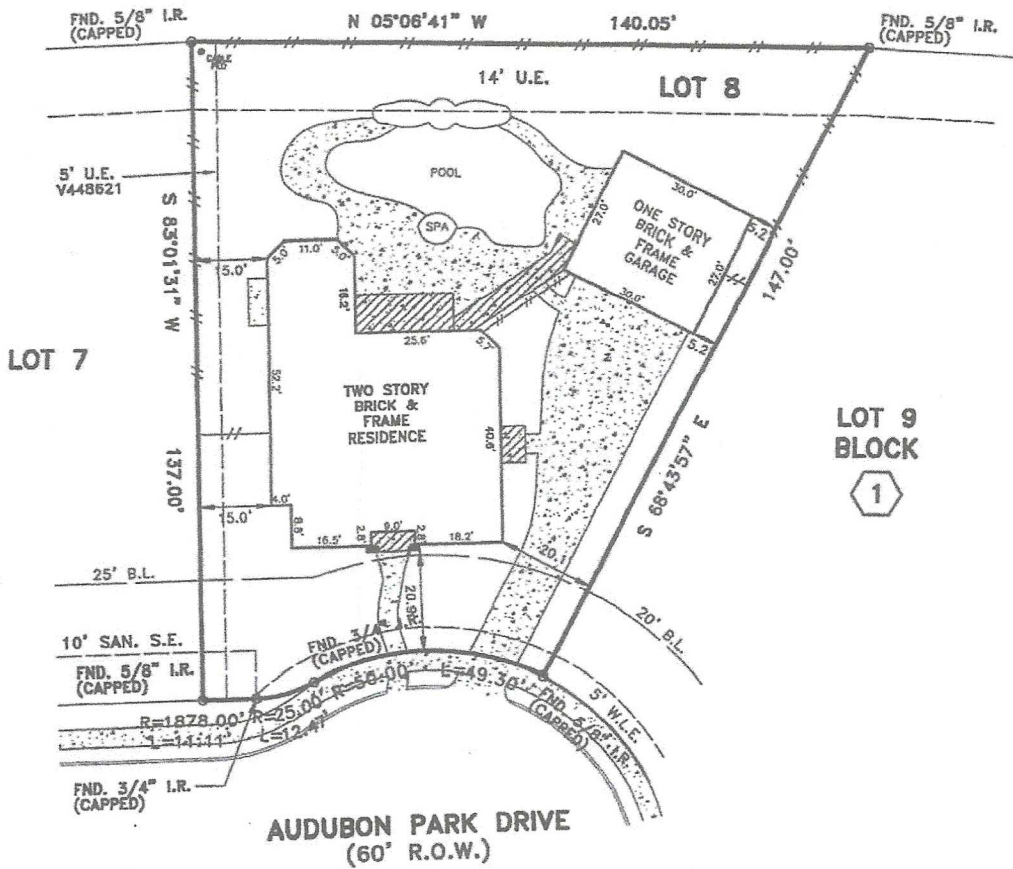 FND. 5/8" I.R.
(CAPPED)
N 05°06'41" W
140.05'
FND. 5/8" I.R.
(CAPPED)
14' U.E.
LOT 8
5' U.E.
V448621
S 83°01'31" W
137.00'
POOL
SPA
30.0'
27.0'
ONE STORY
BRICK &
FRAME
GARAGE
27.0'
30.0'
5.2
5.2
147.00'
S 68°43'57" E
5.0'
5.0'
11.0'
5.0'
16.2'
25.6'
5.7'
LOT 7
52.2'
TWO STORY
BRICK &
FRAME
RESIDENCE
40.6'
LOT 9
BLOCK
1
4.0'
15.0'
8.8'
16.5'
2.8'
9.0'
2.8'
18.2'
20.1
25' B.L.
20.9'
20' B.L.
10' SAN. S.E.
FND. 3/4"
(CAPPED)
FND. 5/8" I.R.
(CAPPED)
R=1878.00'
L=11.11'
R=25.00'
L=12.47'
R=50.00'
L=49.30'
FND. 5/8" I.R.
(CAPPED)
5' W.L.E.
FND. 3/4" I.R.
(CAPPED)
AUDUBON PARK DRIVE
(60' R.O.W.)